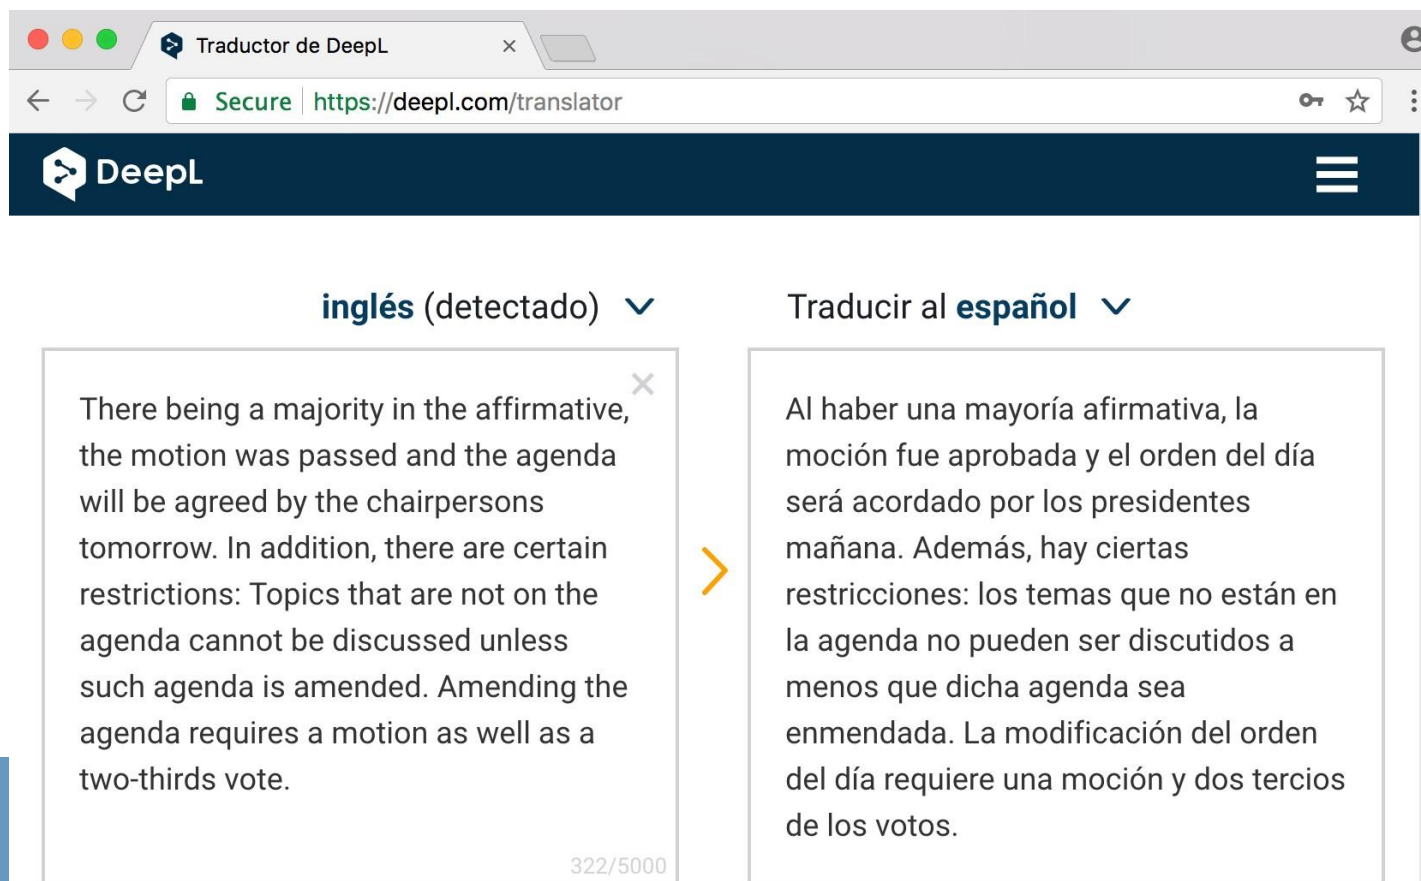 Traductor de DeepL
Secure https://deepl.com/translator
DeepL
inglés (detectado)
There being a majority in the affirmative,
the motion was passed and the agenda
will be agreed by the chairpersons
tomorrow. In addition, there are certain
restrictions: Topics that are not on the
agenda cannot be discussed unless
such agenda is amended. Amending the
agenda requires a motion as well as a
two-thirds vote.
322/5000
Traducir al español
Al haber una mayoría afirmativa, la
moción fue aprobada y el orden del día
será acordado por los presidentes
mañana. Además, hay ciertas
restricciones: los temas que no están en
la agenda no pueden ser discutidos a
menos que dicha agenda sea
enmendada. La modificación del orden
del día requiere una moción y dos tercios
de los votos.